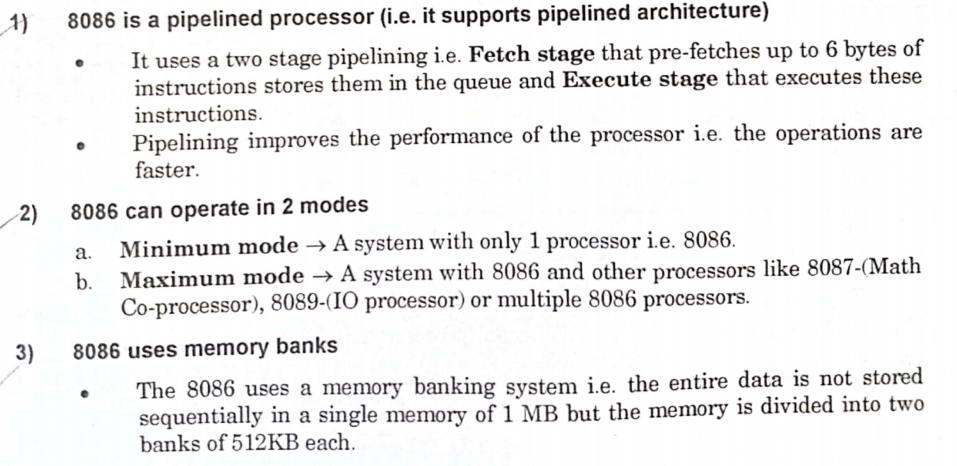 1) 8086 is a pipelined processor (i.e. it supports pipelined architecture)
• It uses a two stage pipelining i.e. Fetch stage that pre-fetches up to 6 bytes of
instructions stores them in the queue and Execute stage that executes these
instructions.
• Pipelining improves the performance of the processor i.e. the operations are
faster.
2) 8086 can operate in 2 modes
a. Minimum mode → A system with only 1 processor i.e. 8086.
b. Maximum mode → A system with 8086 and other processors like 8087-(Math
Co-processor), 8089-(IO processor) or multiple 8086 processors.
3) 8086 uses memory banks
• The 8086 uses a memory banking system i.e. the entire data is not stored
sequentially in a single memory of 1 MB but the memory is divided into two
banks of 512KB each.